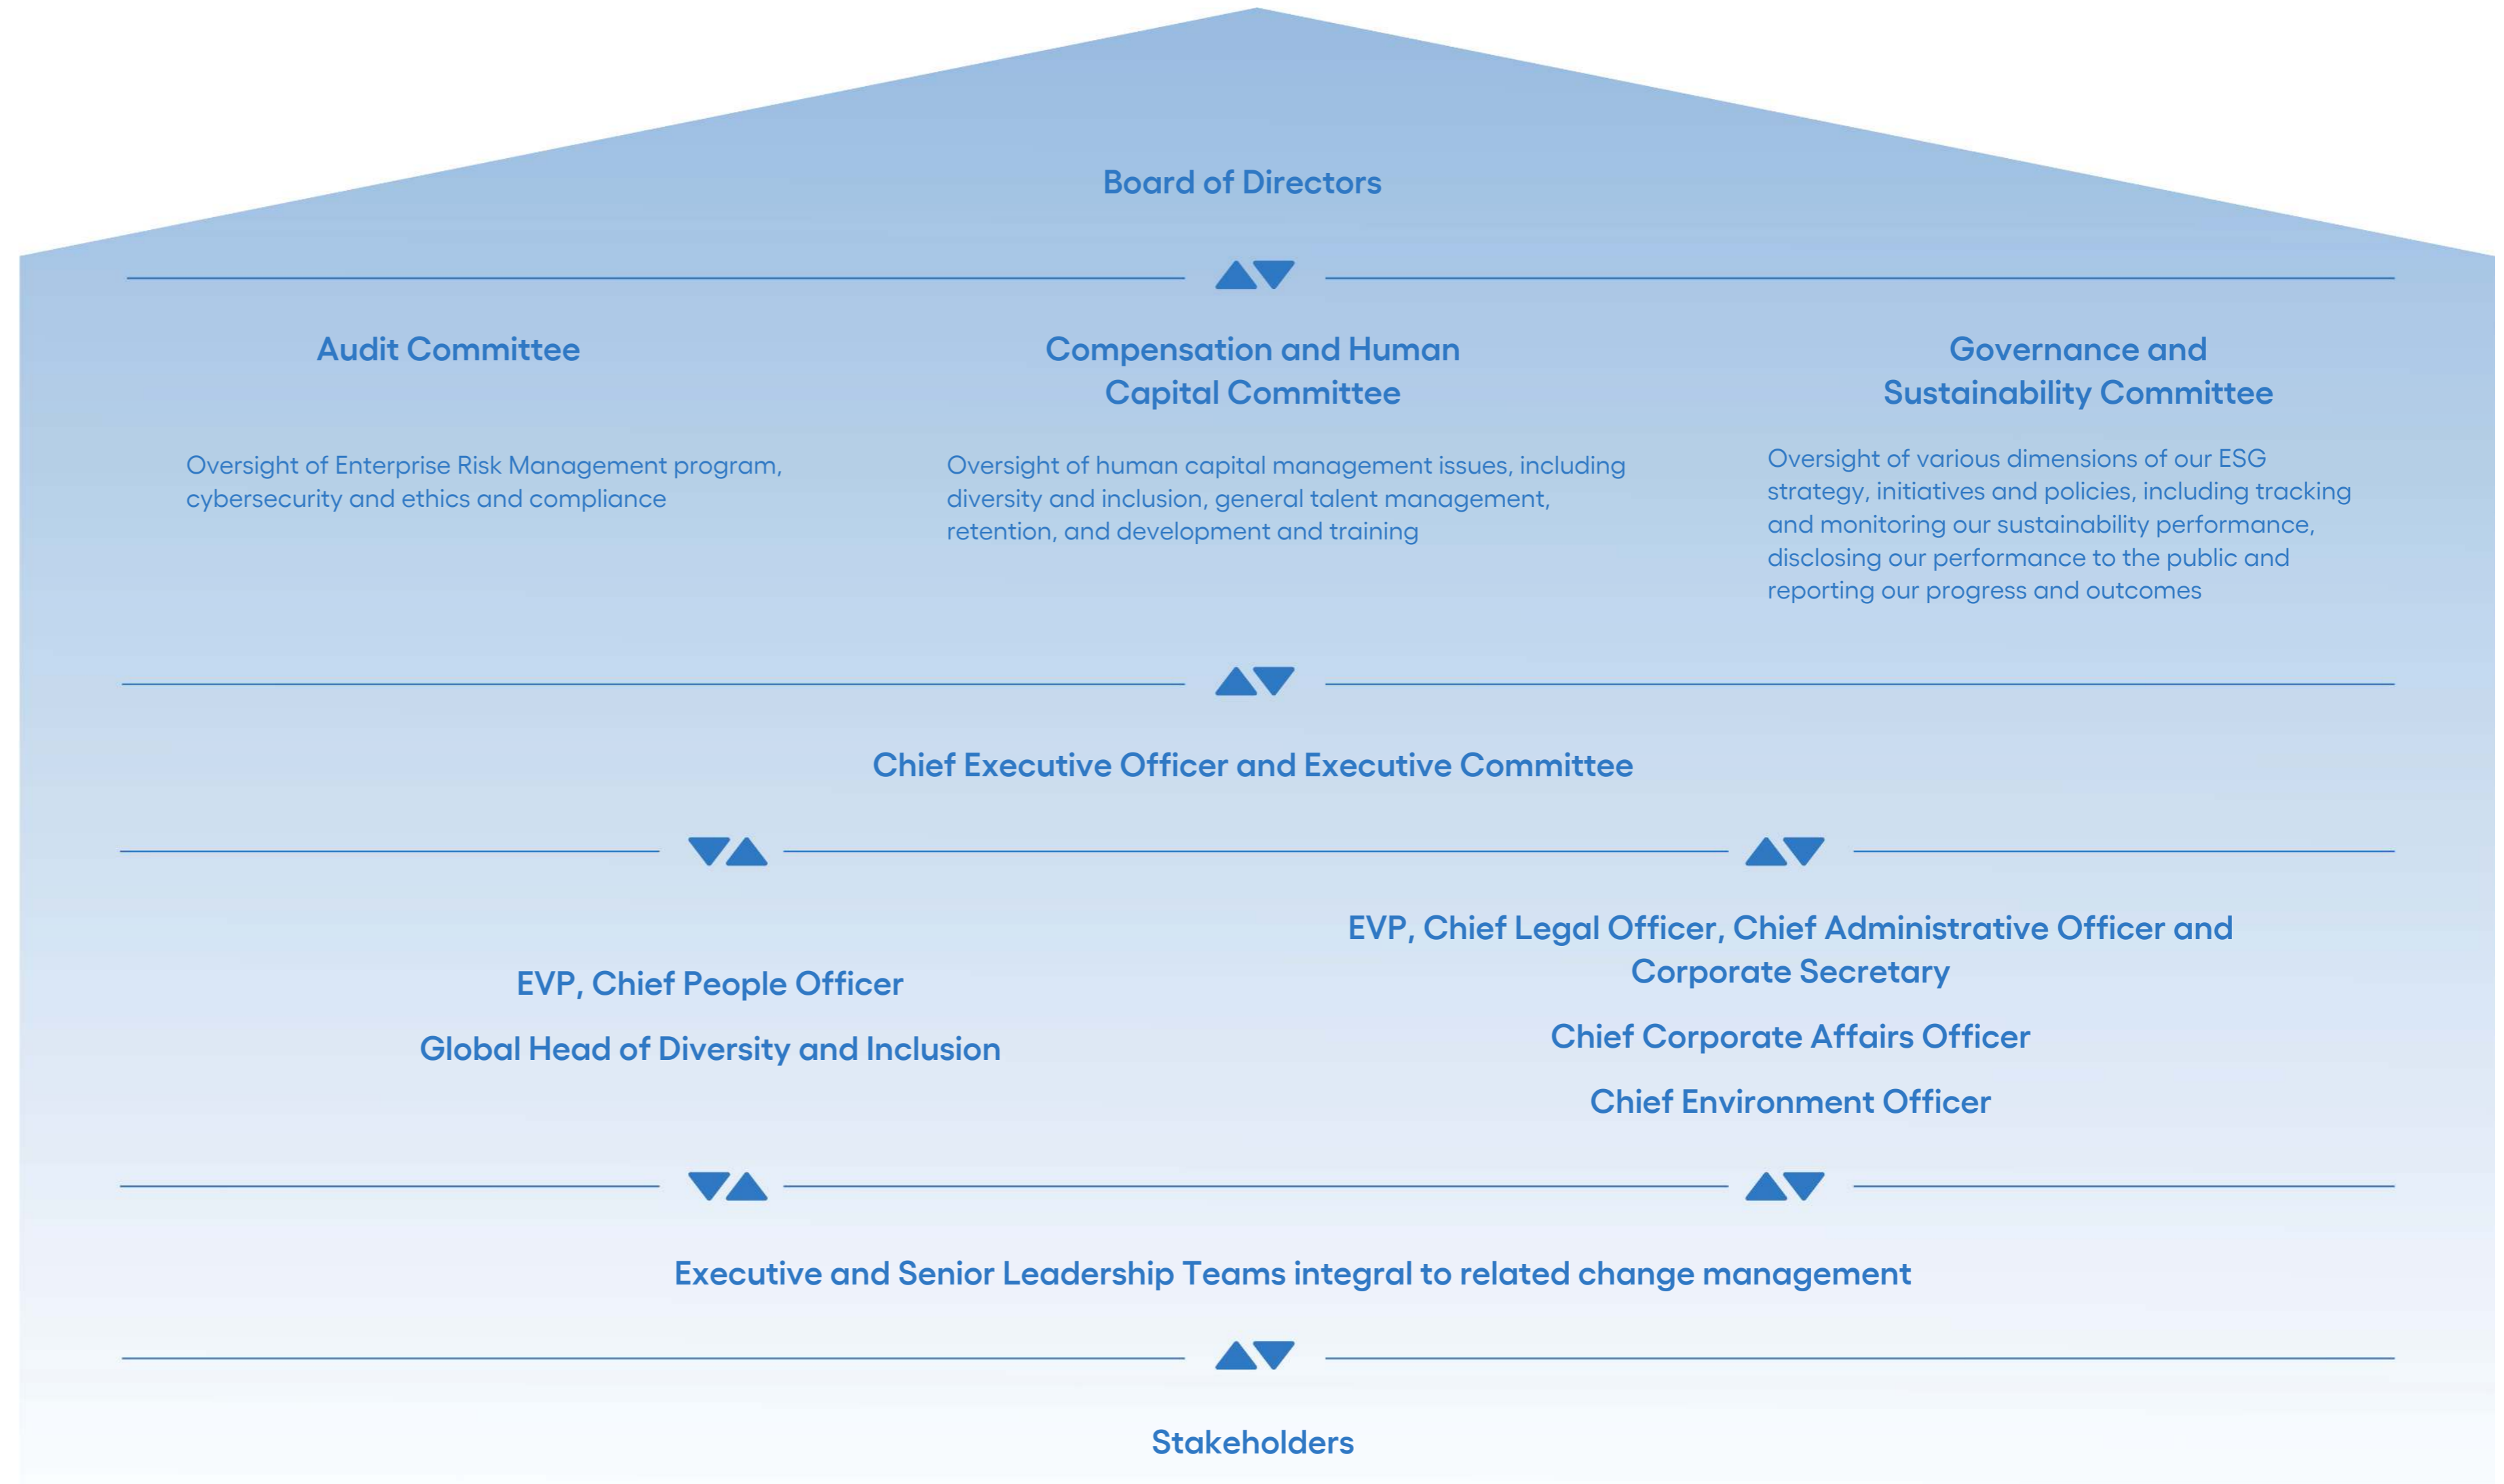 Board of Directors
Audit Committee
Oversight of Enterprise Risk Management program,
cybersecurity and ethics and compliance
Compensation and Human
Capital Committee
Oversight of human capital management issues, including
diversity and inclusion, general talent management,
retention, and development and training
Governance and
Sustainability Committee
Oversight of various dimensions of our ESG
strategy, initiatives and policies, including tracking
and monitoring our sustainability performance,
disclosing our performance to the public and
reporting our progress and outcomes
Chief Executive Officer and Executive Committee
EVP, Chief People Officer
Global Head of Diversity and Inclusion
EVP, Chief Legal Officer, Chief Administrative Officer and
Corporate Secretary
Chief Corporate Affairs Officer
Chief Environment Officer
Executive and Senior Leadership Teams integral to related change management
Stakeholders